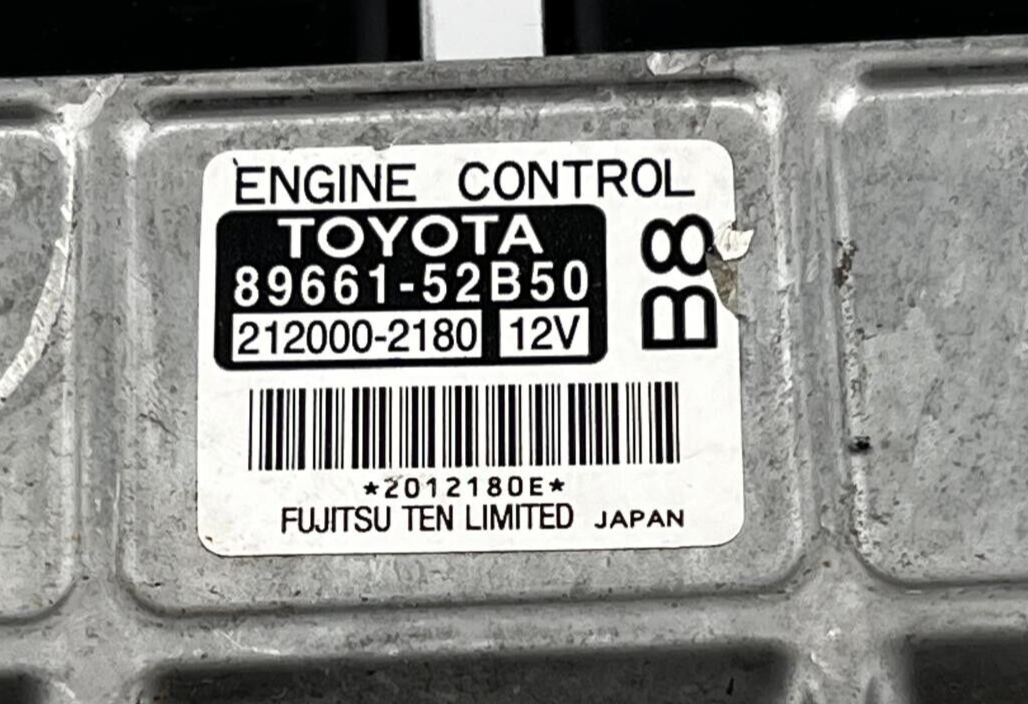 ENGINE CONTROL
TOYOTA
89661-52B50
212000-2180 12V
B8
*2012180E*
FUJITSU TEN LIMITED JAPAN